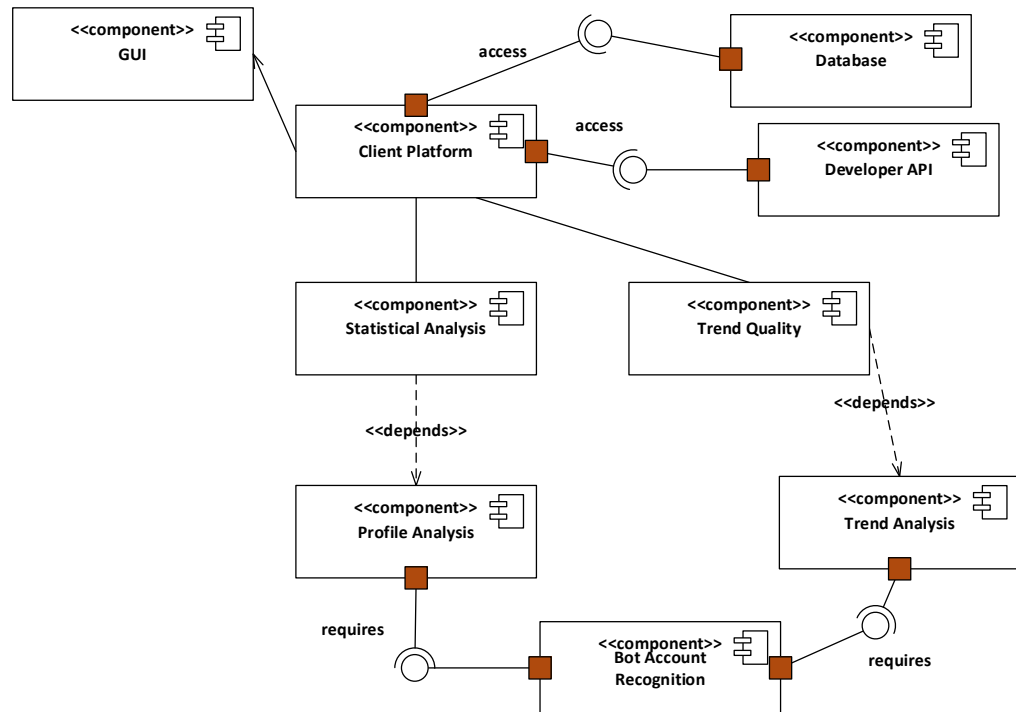 <<component>>
GUI
access
<<component>>
Database
<<component>>
Client Platform
access
<<component>>
Developer API
<<component>>
Statistical Analysis
<<component>>
Trend Quality
<<depends>>
<<depends>>
<<component>>
Profile Analysis
<<component>>
Trend Analysis
requires
<<component>>
Bot Account
Recognition
requires